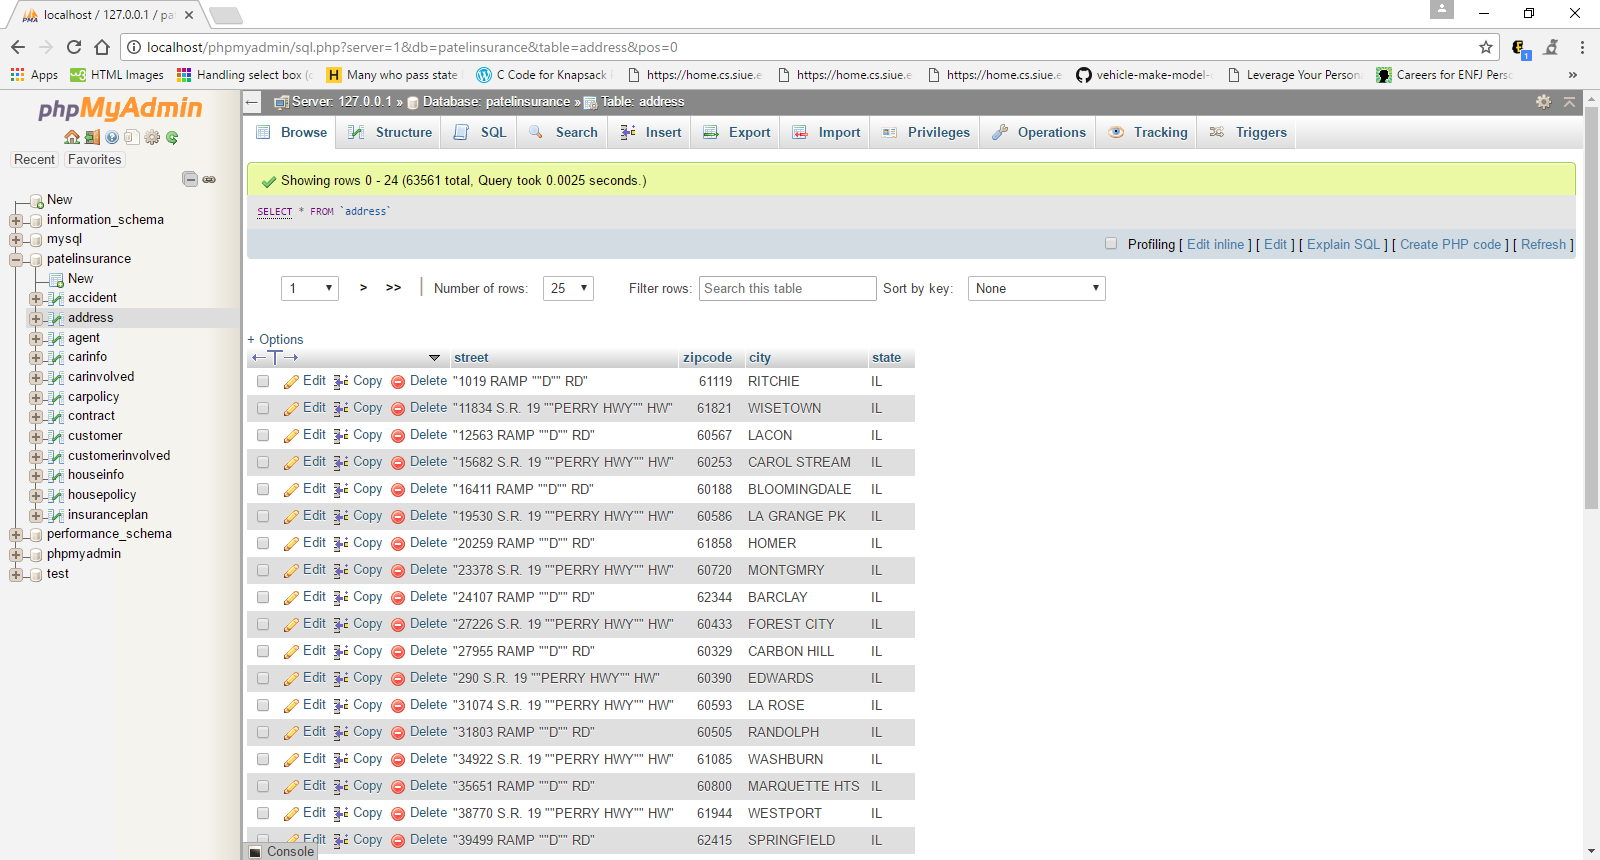 localhost / 127.0.0.1 / pa
localhost/phpmyadmin/sql.php?server=1&db=patelinsurance&table=address&pos=0
Apps HTML Images Handling select box ( Many who pass state C Code for Knapsack https://home.cs.siue.e https://home.cs.siue.e https://home.cs.siue.e vehicle-make-model- Leverage Your Person Careers for ENFJ Pers »
phpMyAdmin
Recent Favorites
New
information_schema
mysql
patelinsurance
New
accident
address
agent
carinfo
carinvolved
carpolicy
contract
customer
customerinvolved
houseinfo
housepolicy
insuranceplan
performance_schema
phpmyadmin
test
Server: 127.0.0.1 » Database: patelinsurance » Table: address
Browse Structure SQL Search Insert Export Import Privileges Operations Tracking Triggers
Showing rows 0 - 24 (63561 total, Query took 0.0025 seconds.)
SELECT * FROM `address`
Profiling [ Edit inline ] [ Edit ] [ Explain SQL ] [ Create PHP code ] [ Refresh ]
1 > >> | Number of rows: 25 Filter rows: Search this table Sort by key: None
+ Options
←T→ street zipcode city state
Edit Copy Delete "1019 RAMP ""D"" RD" 61119 RITCHIE IL
Edit Copy Delete "11834 S.R. 19 ""PERRY HWY"" HW" 61821 WISETOWN IL
Edit Copy Delete "12563 RAMP ""D"" RD" 60567 LACON IL
Edit Copy Delete "15682 S.R. 19 ""PERRY HWY"" HW" 60253 CAROL STREAM IL
Edit Copy Delete "16411 RAMP ""D"" RD" 60188 BLOOMINGDALE IL
Edit Copy Delete "19530 S.R. 19 ""PERRY HWY"" HW" 60586 LA GRANGE PK IL
Edit Copy Delete "20259 RAMP ""D"" RD" 61858 HOMER IL
Edit Copy Delete "23378 S.R. 19 ""PERRY HWY"" HW" 60720 MONTGMRY IL
Edit Copy Delete "24107 RAMP ""D"" RD" 62344 BARCLAY IL
Edit Copy Delete "27226 S.R. 19 ""PERRY HWY"" HW" 60433 FOREST CITY IL
Edit Copy Delete "27955 RAMP ""D"" RD" 60329 CARBON HILL IL
Edit Copy Delete "290 S.R. 19 ""PERRY HWY"" HW" 60390 EDWARDS IL
Edit Copy Delete "31074 S.R. 19 ""PERRY HWY"" HW" 60593 LA ROSE IL
Edit Copy Delete "31803 RAMP ""D"" RD" 60505 RANDOLPH IL
Edit Copy Delete "34922 S.R. 19 ""PERRY HWY"" HW" 61085 WASHBURN IL
Edit Copy Delete "35651 RAMP ""D"" RD" 60800 MARQUETTE HTS IL
Edit Copy Delete "38770 S.R. 19 ""PERRY HWY"" HW" 61944 WESTPORT IL
Edit Copy Delete "39499 RAMP ""D"" RD" 62415 SPRINGFIELD IL
Console